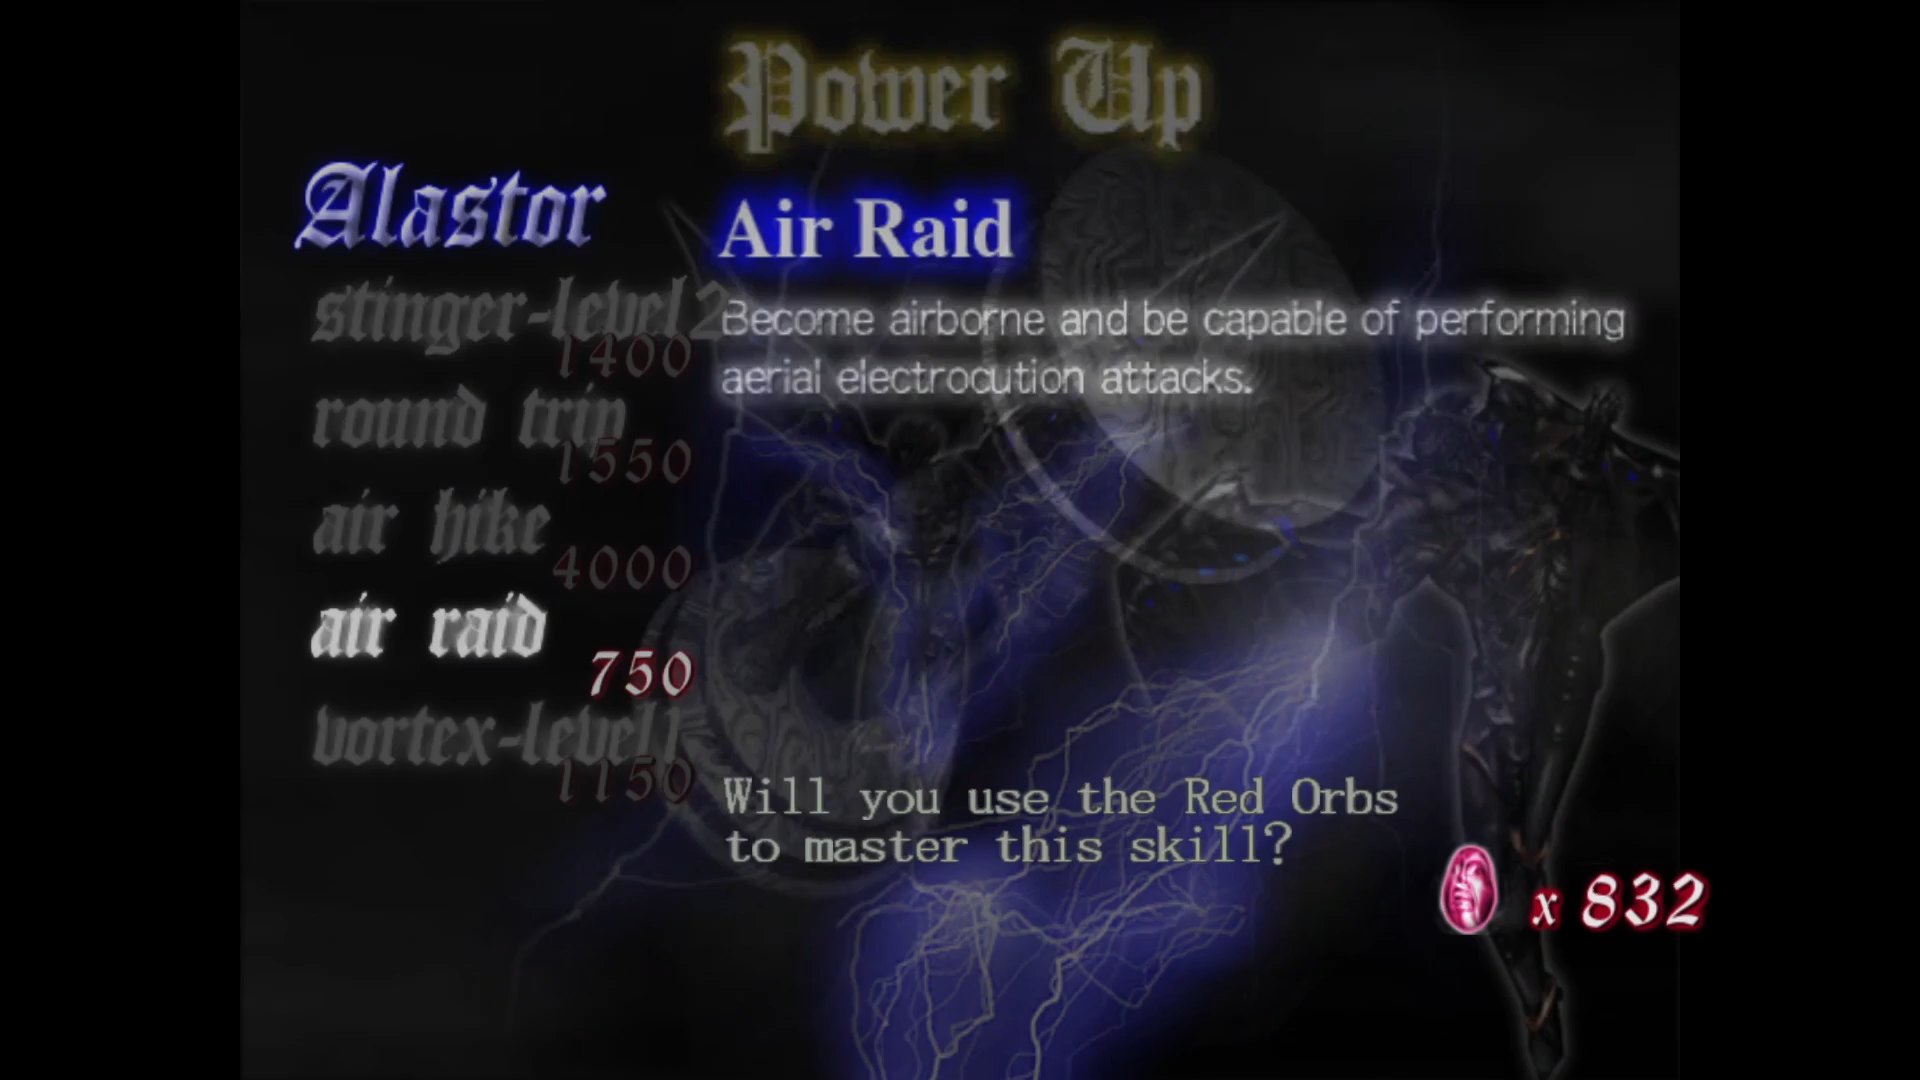 Power Up
Alastor
stinger-level2
1400
round trip
1550
air hike
4000
air raid
750
vortex-level1
1150
Air Raid
Become airborne and be capable of performing
aerial electrocution attacks.
Will you use the Red Orbs
to master this skill?
x 832